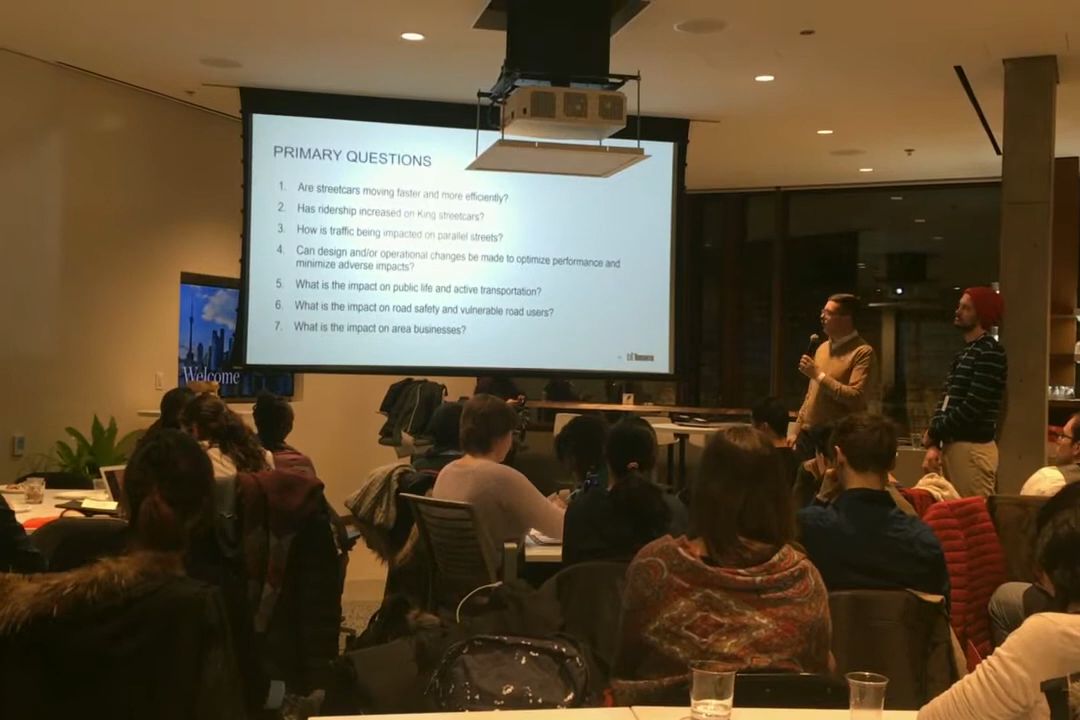 PRIMARY QUESTIONS
1. Are streetcars moving faster and more efficiently?
2. Has ridership increased on King streetcars?
3. How is traffic being impacted on parallel streets?
4. Can design and/or operational changes be made to optimize performance and
minimize adverse impacts?
5. What is the impact on public life and active transportation?
6. What is the impact on road safety and vulnerable road users?
7. What is the impact on area businesses?
Toronto
Welcome